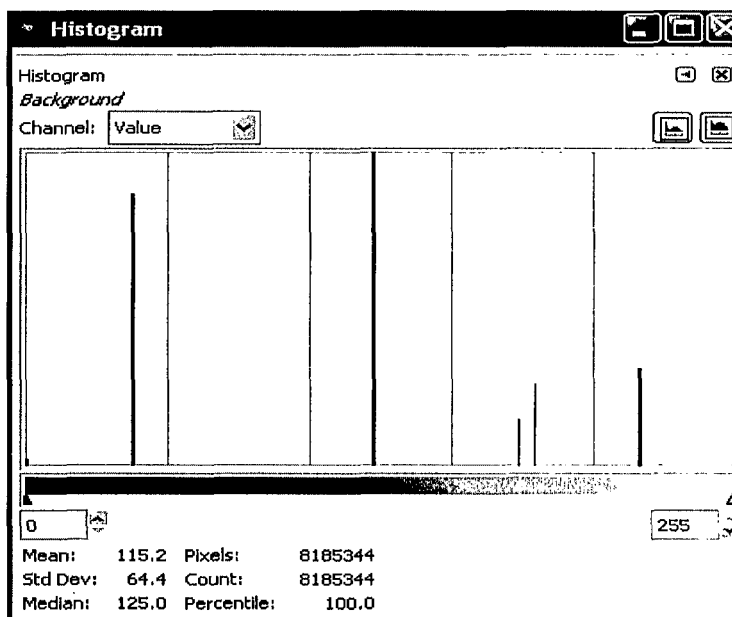 Histogram
Histogram
Background
Channel: Value
0 255
Mean: 115.2 Pixels: 8185344
Std Dev: 64.4 Count: 8185344
Median: 125.0 Percentile: 100.0